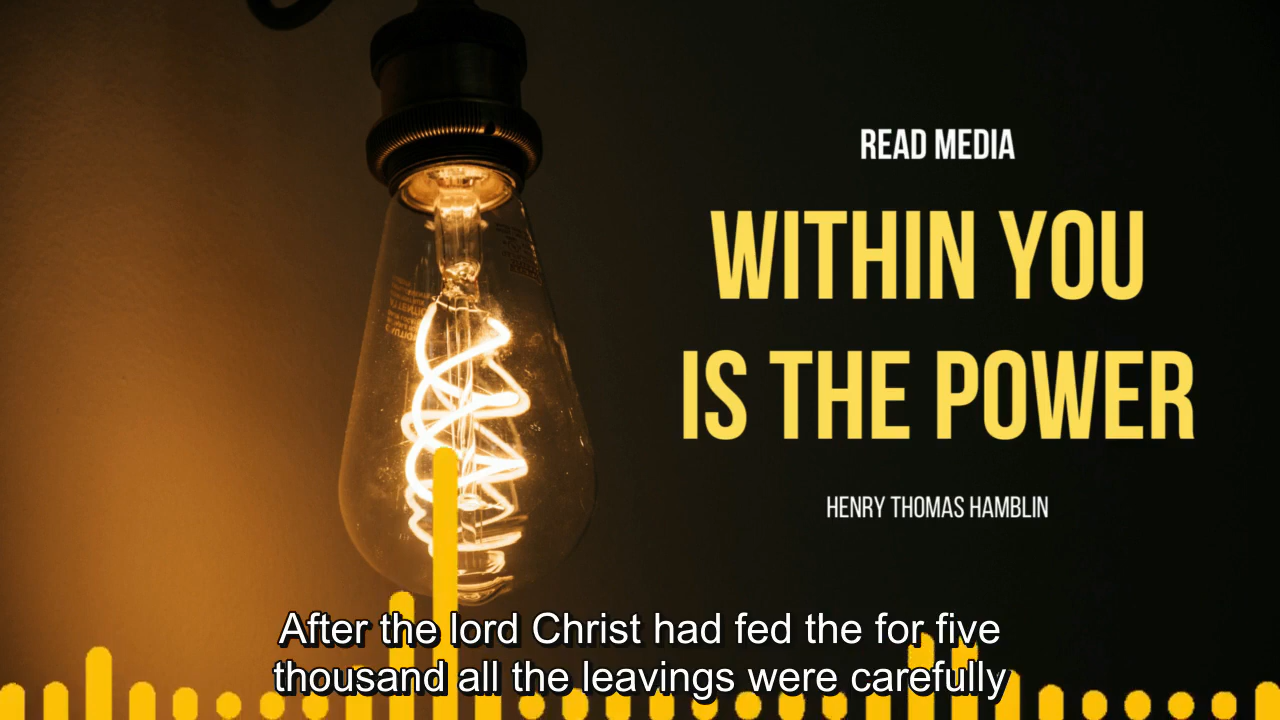 READ MEDIA
WITHIN YOU
IS THE POWER
HENRY THOMAS HAMBLIN
After the lord Christ had fed the for five
thousand all the leavings were carefully